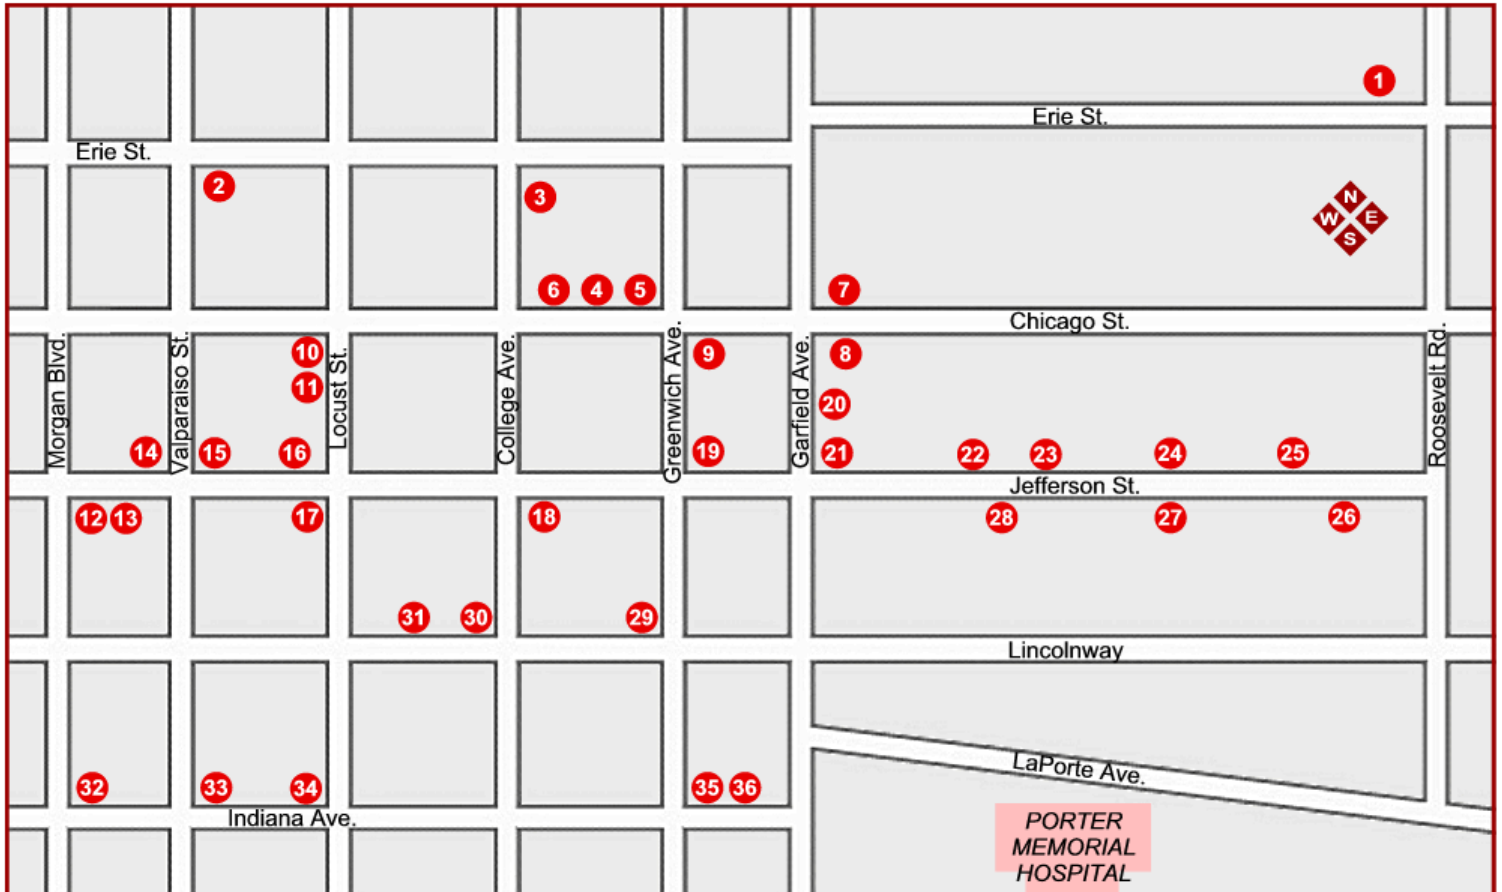 1
Erie St.
Erie St.
2
3
N
W E
S
6 4 5
7
Chicago St.
Morgan Blvd.
Valparaiso St.
Locust St.
College Ave.
Greenwich Ave.
Garfield Ave.
Roosevelt Rd.
10
9
8
11
20
14
15
16
19
21
22
23
24
25
Jefferson St.
12 13
17
18
28
27
26
31
30
29
Lincolnway
LaPorte Ave.
32
33
34
35 36
Indiana Ave.
PORTER
MEMORIAL
HOSPITAL